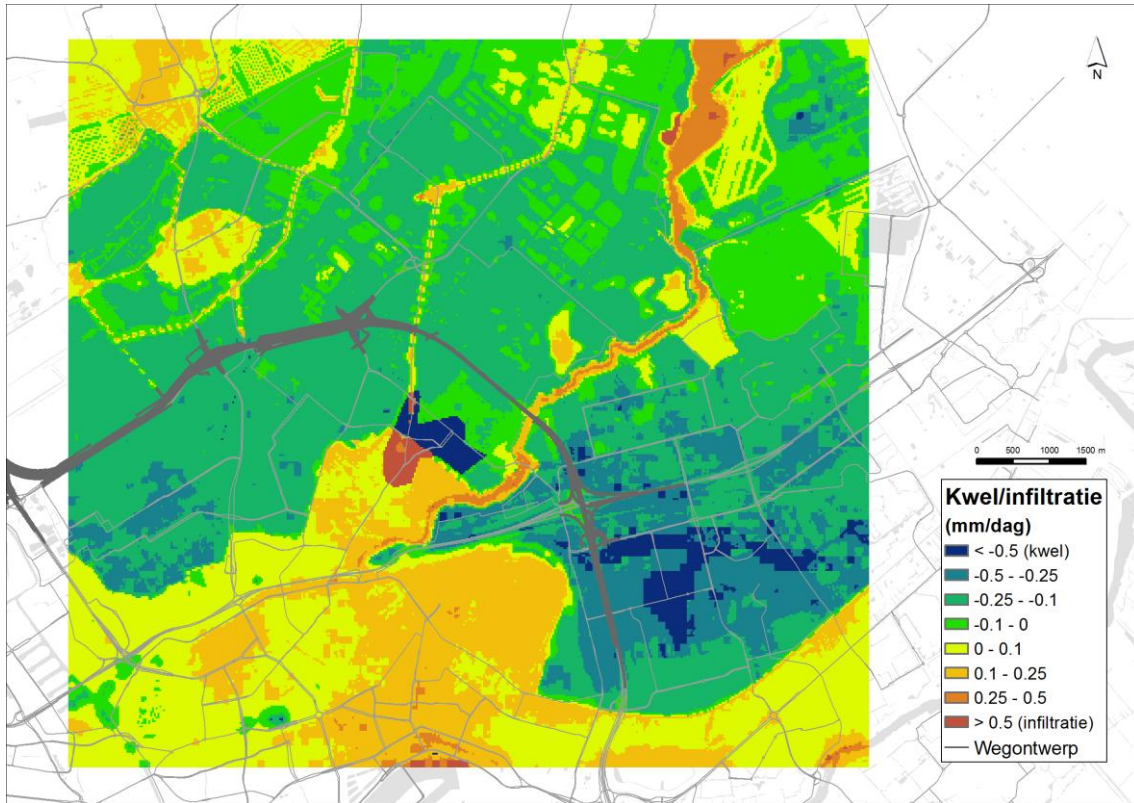 N
0 500 1000 1500 m
Kwel/infiltratie
(mm/dag)
< -0.5 (kwel)
-0.5 - -0.25
-0.25 - -0.1
-0.1 - 0
0 - 0.1
0.1 - 0.25
0.25 - 0.5
> 0.5 (infiltratie)
Wegontwerp